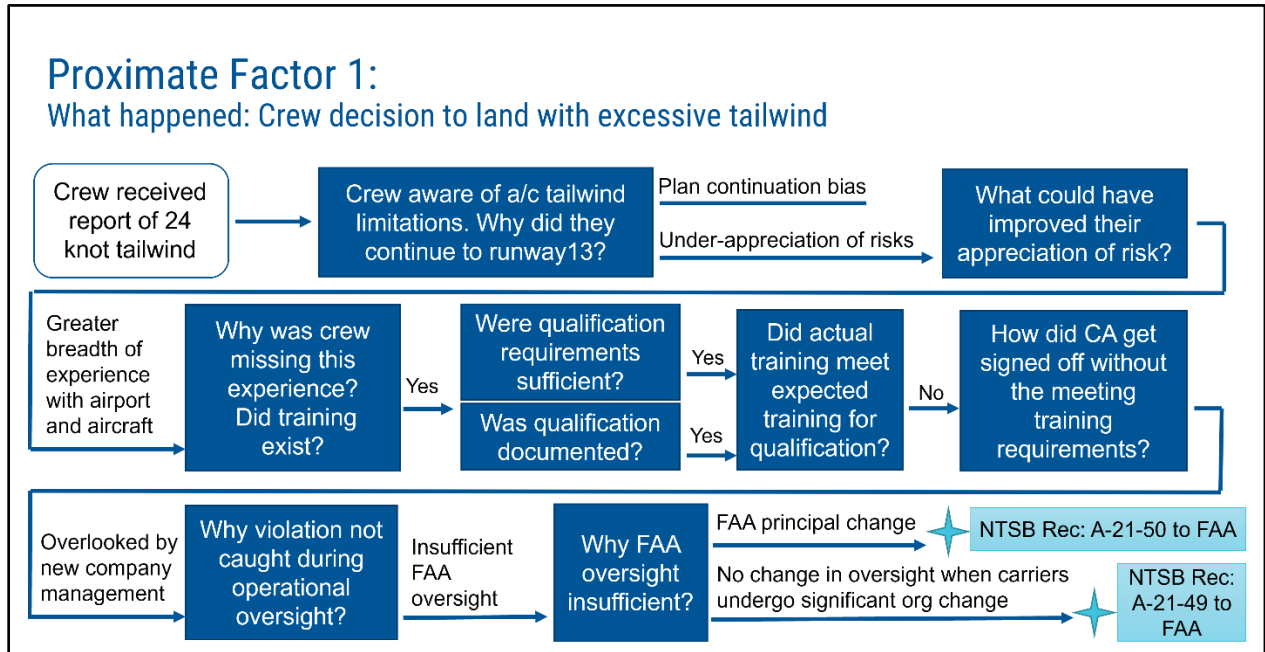 Proximate Factor 1:
What happened: Crew decision to land with excessive tailwind
Crew received
report of 24
knot tailwind
Crew aware of a/c tailwind
limitations. Why did they
continue to runway13?
Plan continuation bias
Under-appreciation of risks
What could have
improved their
appreciation of risk?
Greater
breadth of
experience
with airport
and aircraft
Why was crew
missing this
experience?
Did training
exist?
Yes
Were qualification
requirements
sufficient?
Was qualification
documented?
Yes
Yes
Did actual
training meet
expected
training for
qualification?
No
How did CA get
signed off without
the meeting
training
requirements?
Overlooked by
new company
management
Why violation not
caught during
operational
oversight?
Insufficient
FAA
oversight
Why FAA
oversight
insufficient?
FAA principal change
NTSB Rec: A-21-50 to FAA
No change in oversight when carriers
undergo significant org change
NTSB Rec:
A-21-49 to
FAA